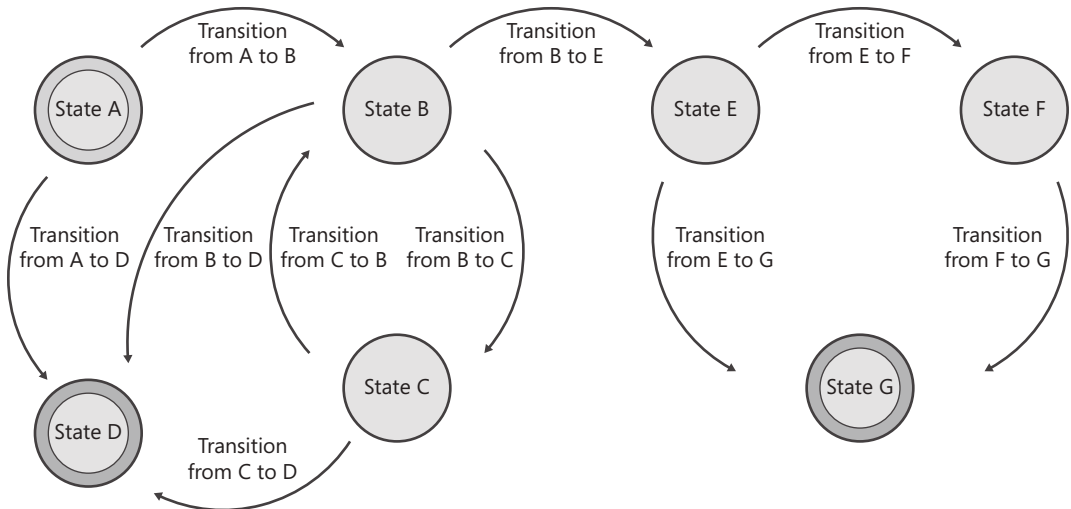 Transition
from A to B
Transition
from B to E
Transition
from E to F
State A
State B
State E
State F
Transition
from A to D
Transition
from B to D
Transition
from C to B
Transition
from B to C
Transition
from E to G
Transition
from F to G
State C
State G
State D
Transition
from C to D